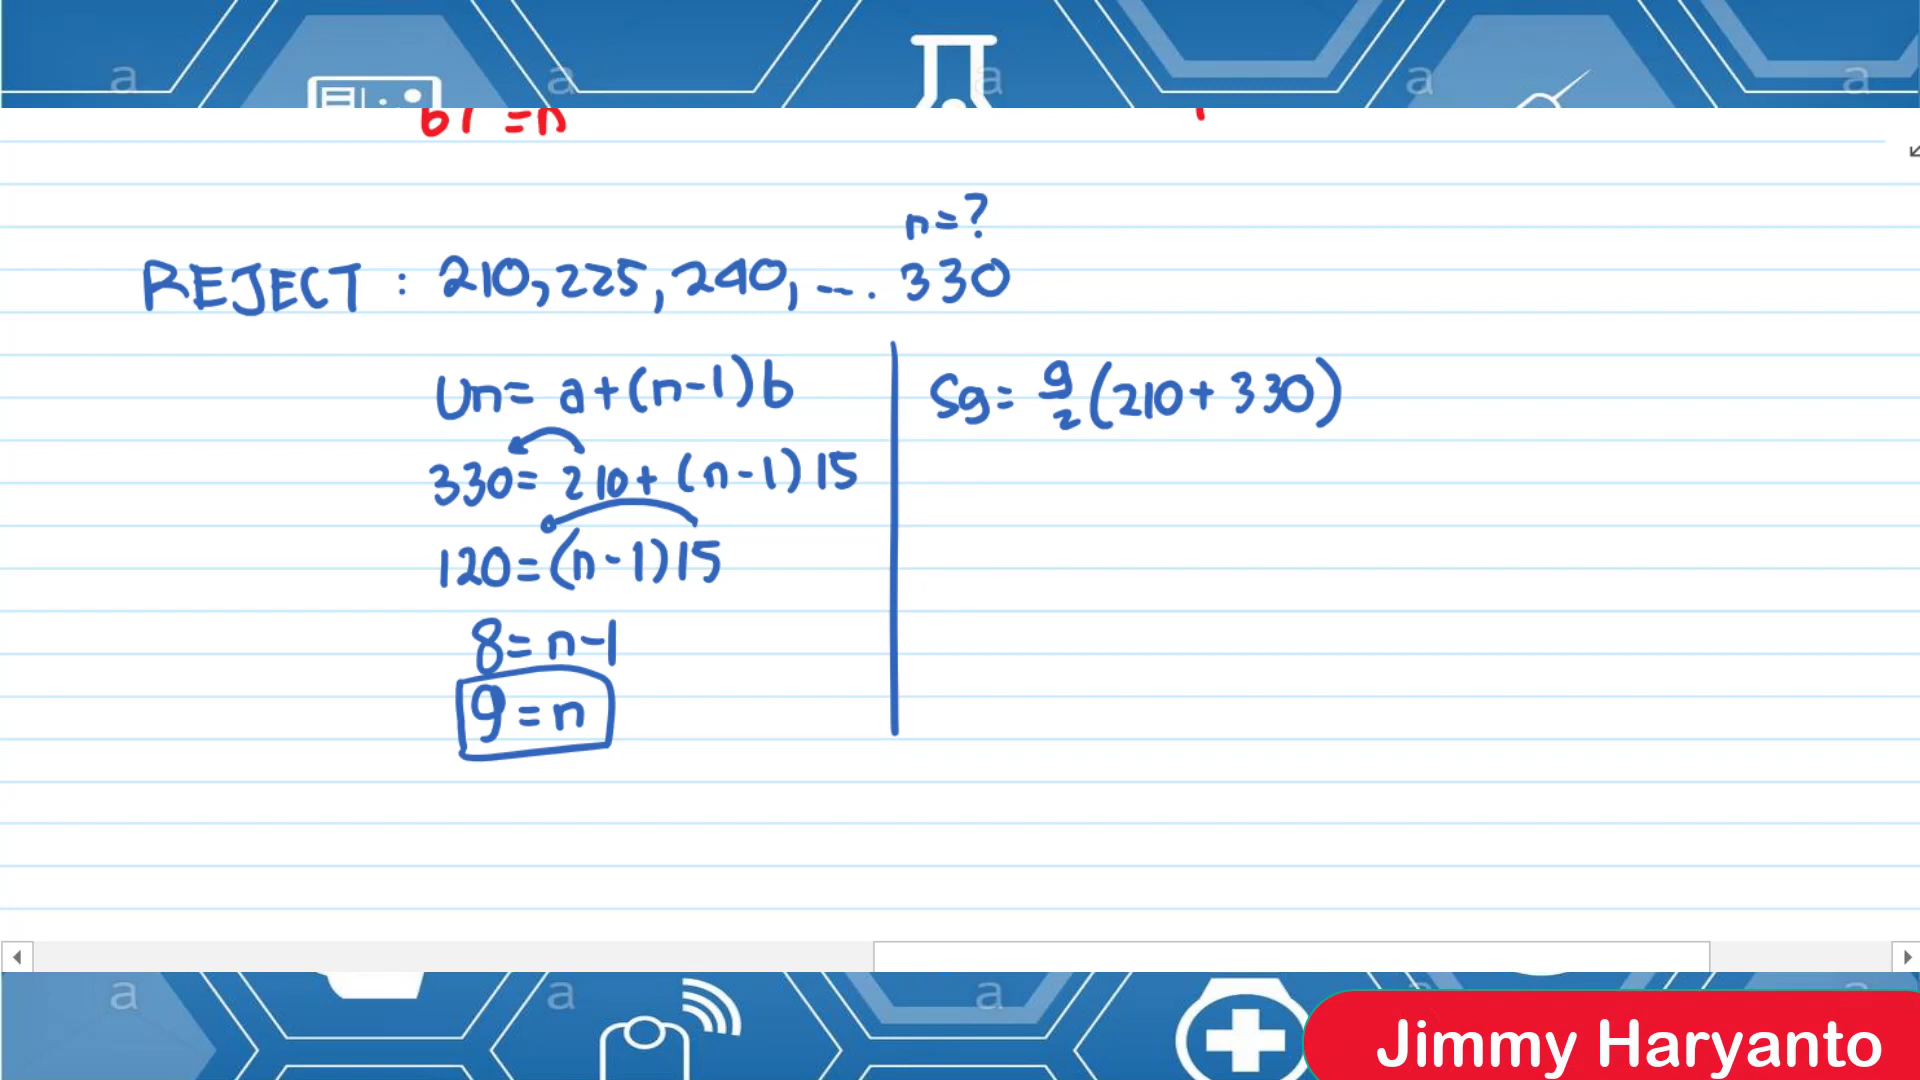 a a a a a
61 = n
n = ?
REJECT : 210, 225, 240, .... 330
Un = a + (n-1) b
330 = 210 + (n-1) 15
120 = (n-1) 15
8 = n-1
9 = n
S9 = 9/2 (210 + 330)
a a a
Jimmy Haryanto